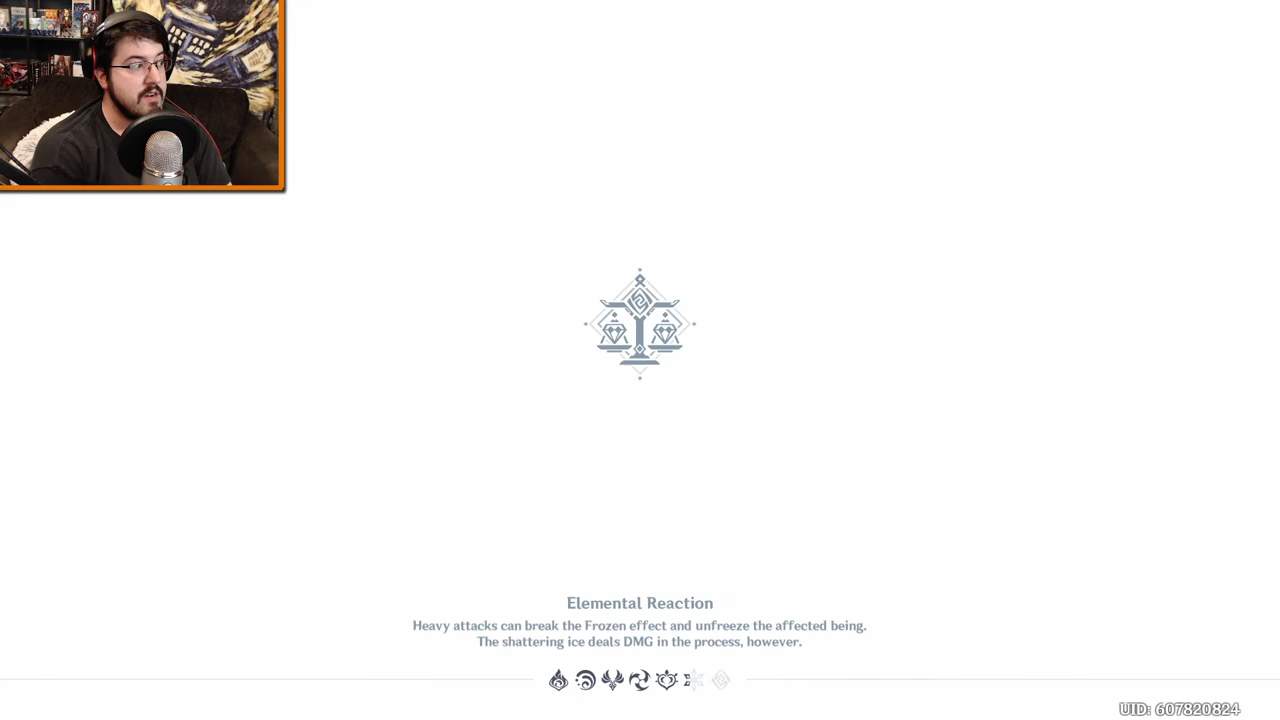 Elemental Reaction
Heavy attacks can break the Frozen effect and unfreeze the affected being.
The shattering ice deals DMG in the process, however.
UID: 607820824